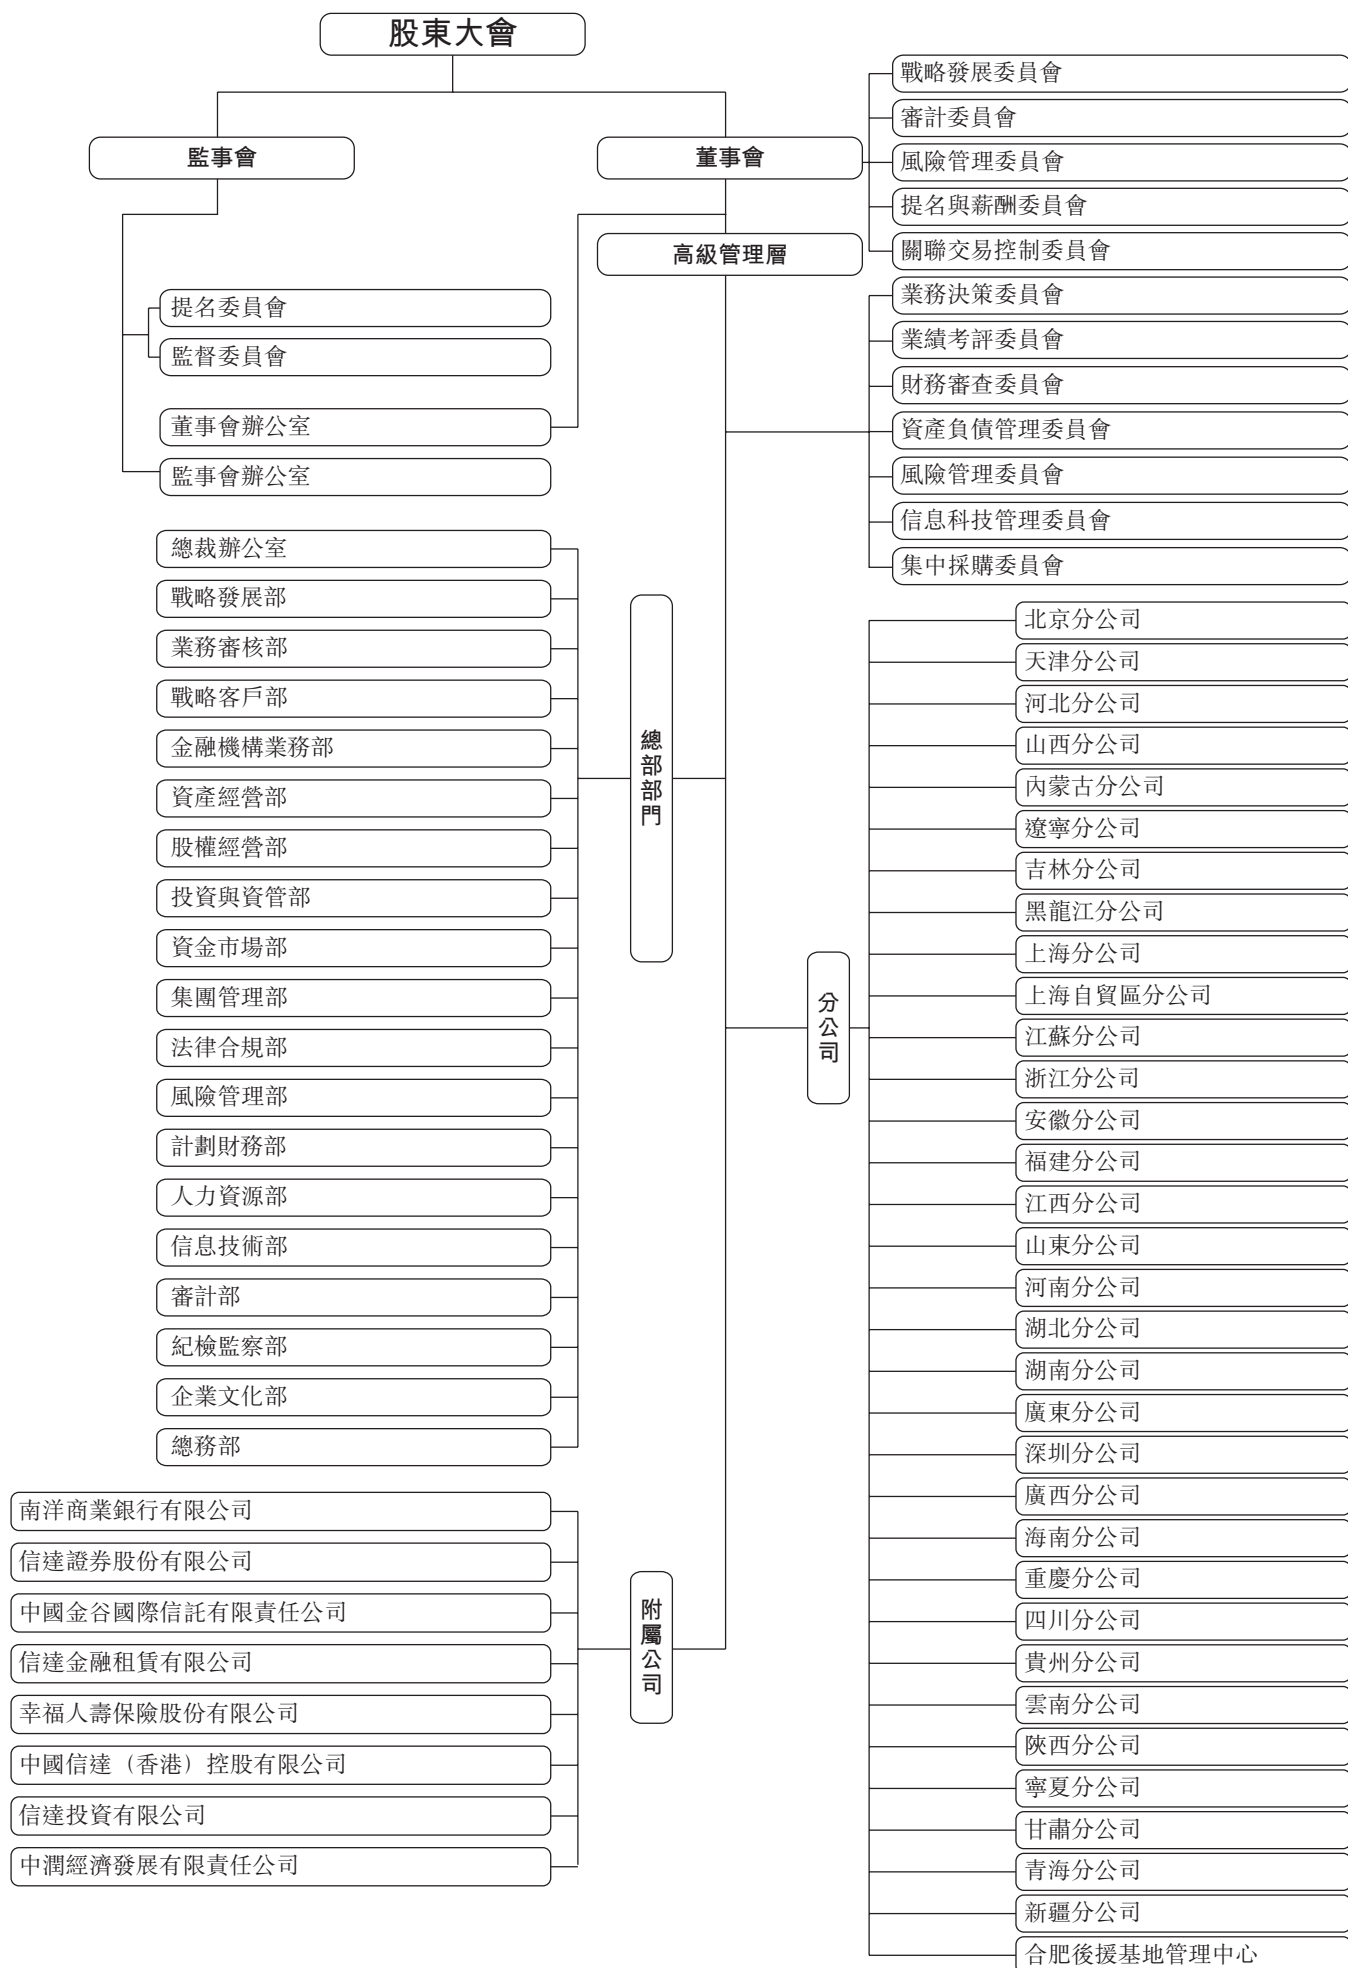 股東大會
監事會
董事會
高級管理層
戰略發展委員會
審計委員會
風險管理委員會
提名與薪酬委員會
關聯交易控制委員會
業務決策委員會
業績考評委員會
財務審查委員會
資產負債管理委員會
風險管理委員會
信息科技管理委員會
集中採購委員會
提名委員會
監督委員會
董事會辦公室
監事會辦公室
總部部門
總裁辦公室
戰略發展部
業務審核部
戰略客戶部
金融機構業務部
資產經營部
股權經營部
投資與資管部
資金市場部
集團管理部
法律合規部
風險管理部
計劃財務部
人力資源部
信息技術部
審計部
紀檢監察部
企業文化部
總務部
分公司
北京分公司
天津分公司
河北分公司
山西分公司
內蒙古分公司
遼寧分公司
吉林分公司
黑龍江分公司
上海分公司
上海自貿區分公司
江蘇分公司
浙江分公司
安徽分公司
福建分公司
江西分公司
山東分公司
河南分公司
湖北分公司
湖南分公司
廣東分公司
深圳分公司
廣西分公司
海南分公司
重慶分公司
四川分公司
貴州分公司
雲南分公司
陝西分公司
寧夏分公司
甘肅分公司
青海分公司
新疆分公司
合肥後援基地管理中心
附屬公司
南洋商業銀行有限公司
信達證券股份有限公司
中國金谷國際信託有限責任公司
信達金融租賃有限公司
幸福人壽保險股份有限公司
中國信達（香港）控股有限公司
信達投資有限公司
中潤經濟發展有限責任公司